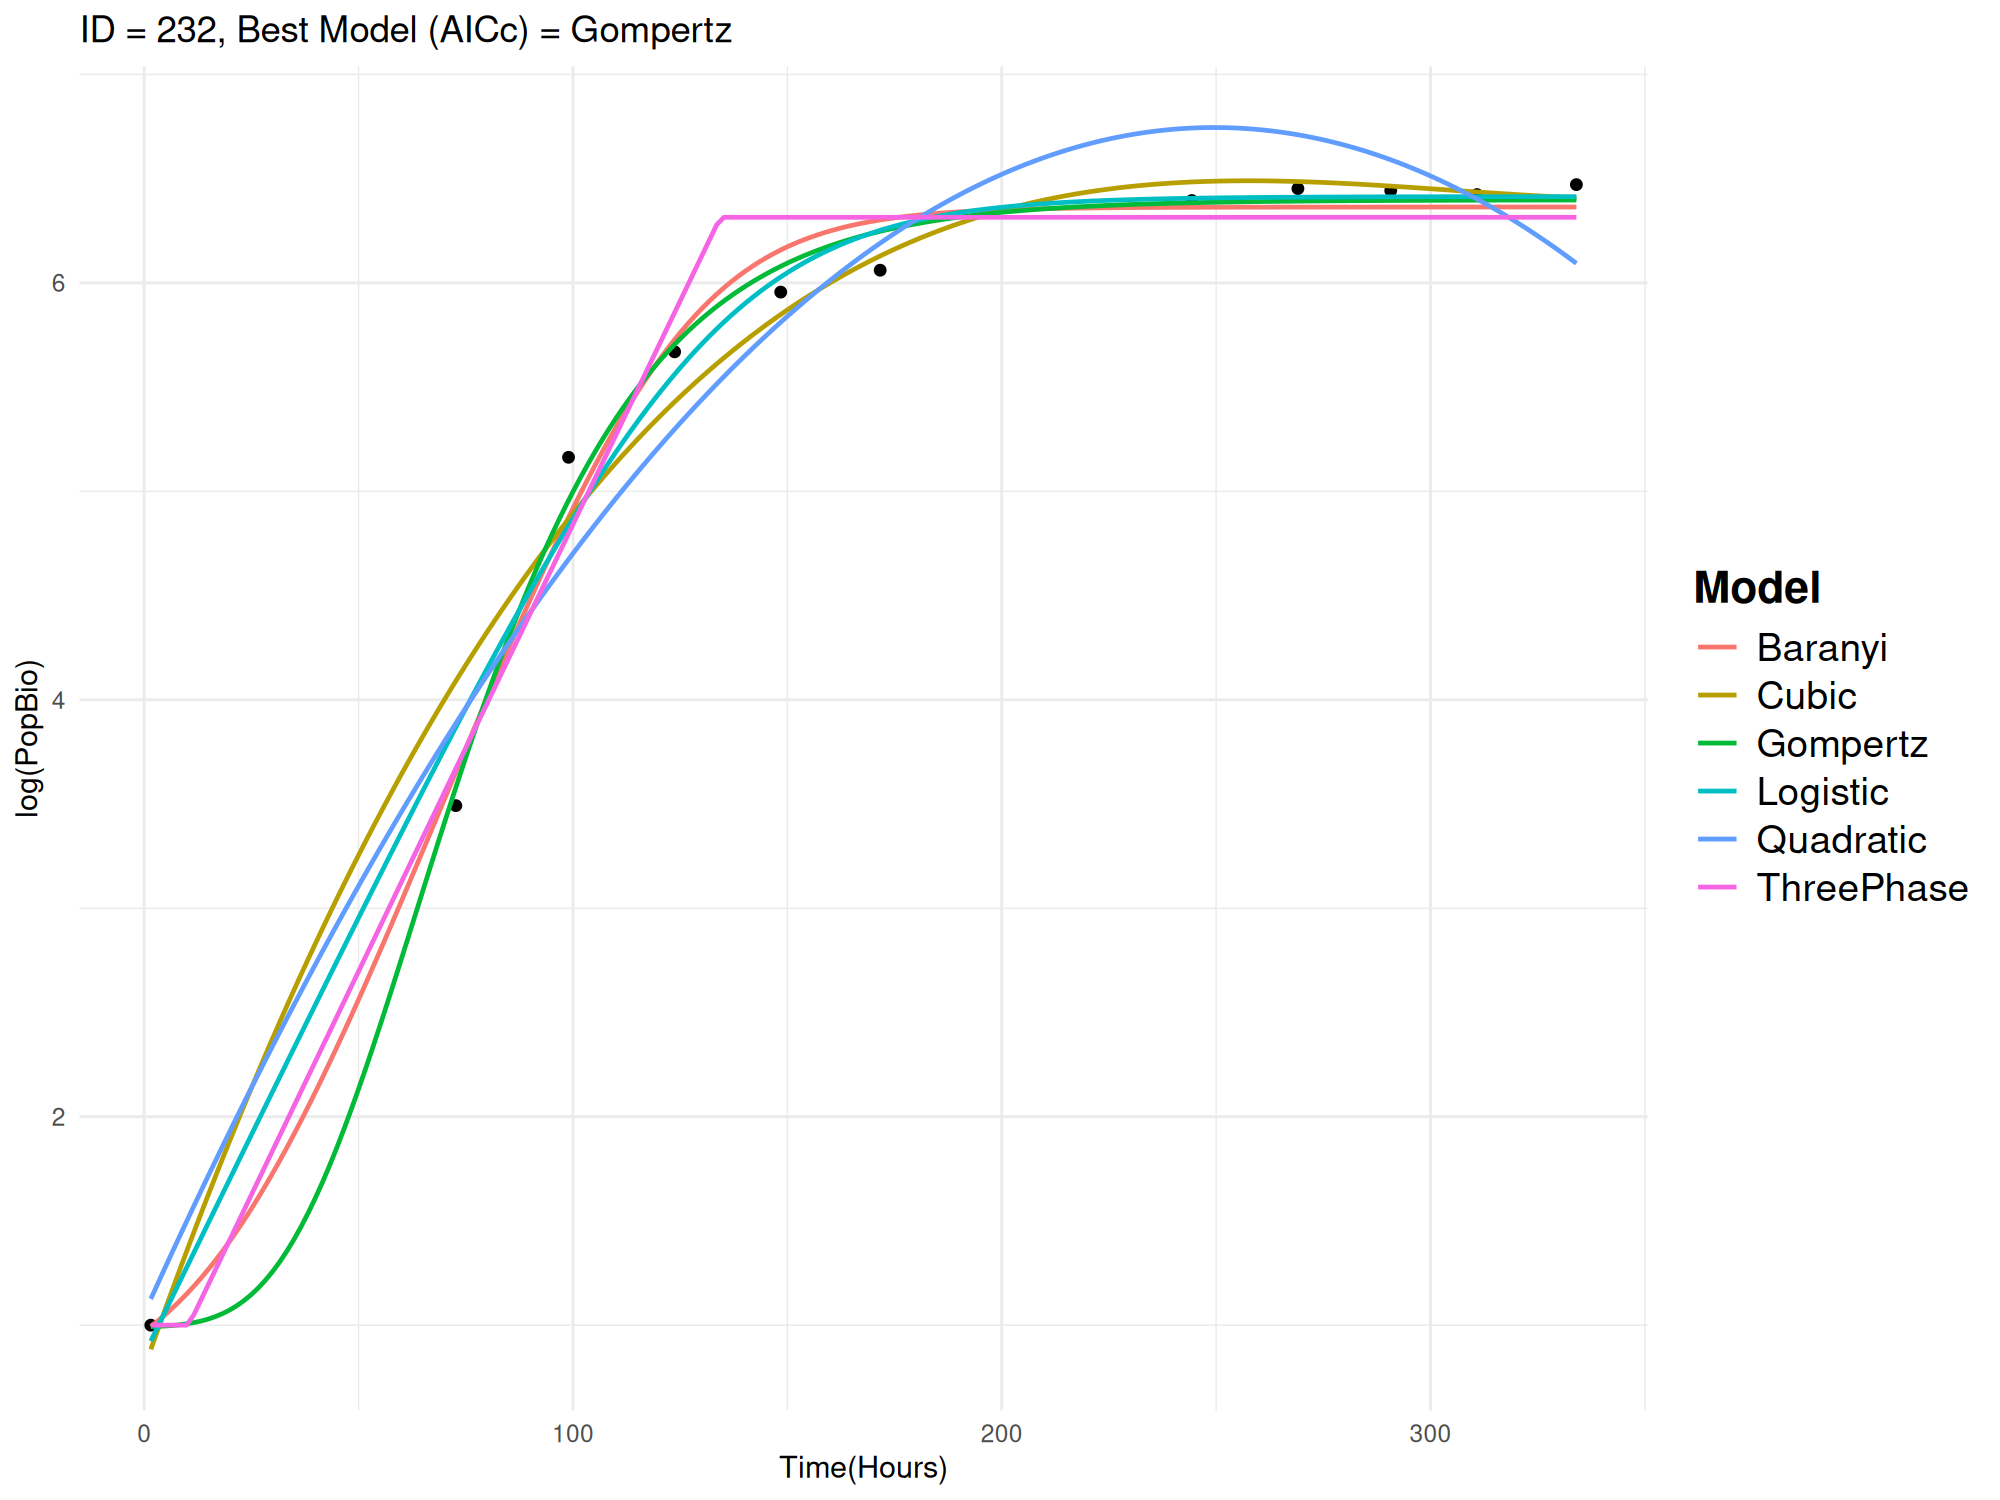 ID = 232, Best Model (AICc) = Gompertz
6
4
2
log(PopBio)
0
100
200
300
Time(Hours)
Model
Baranyi
Cubic
Gompertz
Logistic
Quadratic
ThreePhase